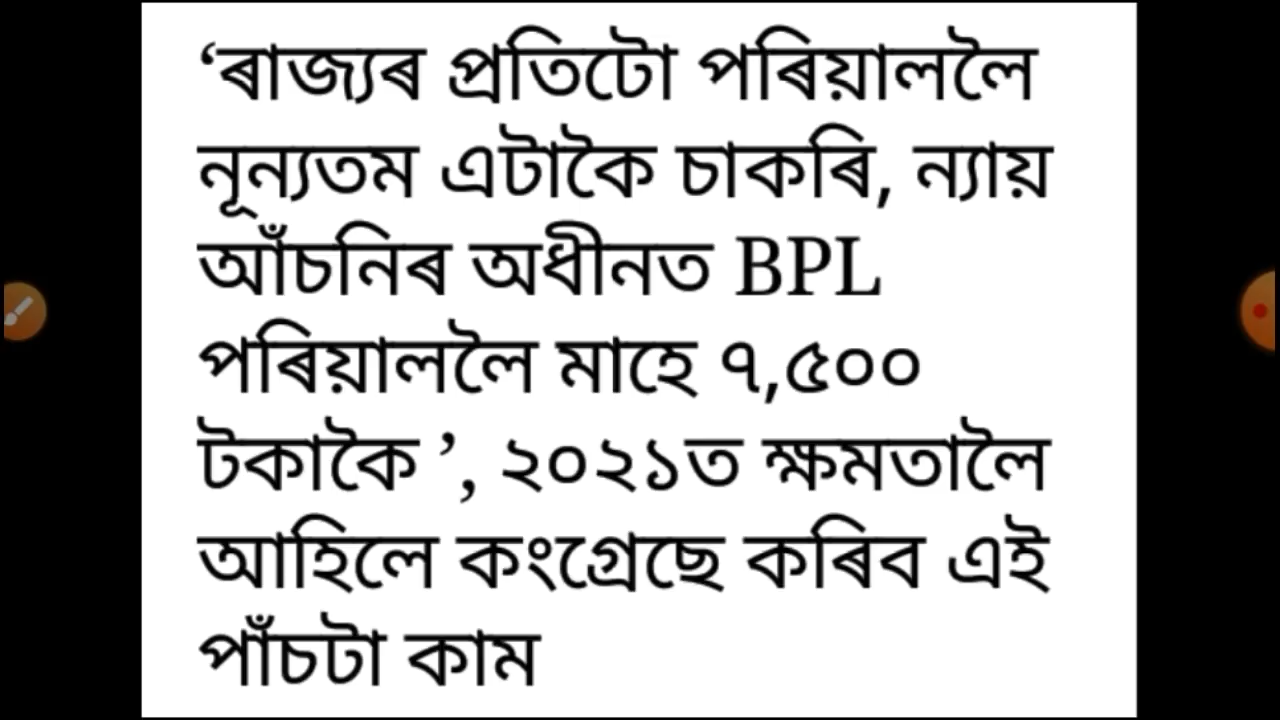 ‘ৰাজ্যৰ প্ৰতিটো পৰিয়াললৈ
নূন্যতম এটাকৈ চাকৰি, ন্যায়
আঁচনিৰ অধীনত BPL
পৰিয়াললৈ মাহে ৭,৫০০
টকাকৈ ’, ২০২১ত ক্ষমতালৈ
আহিলে কংগ্ৰেছে কৰিব এই
পাঁচটা কাম